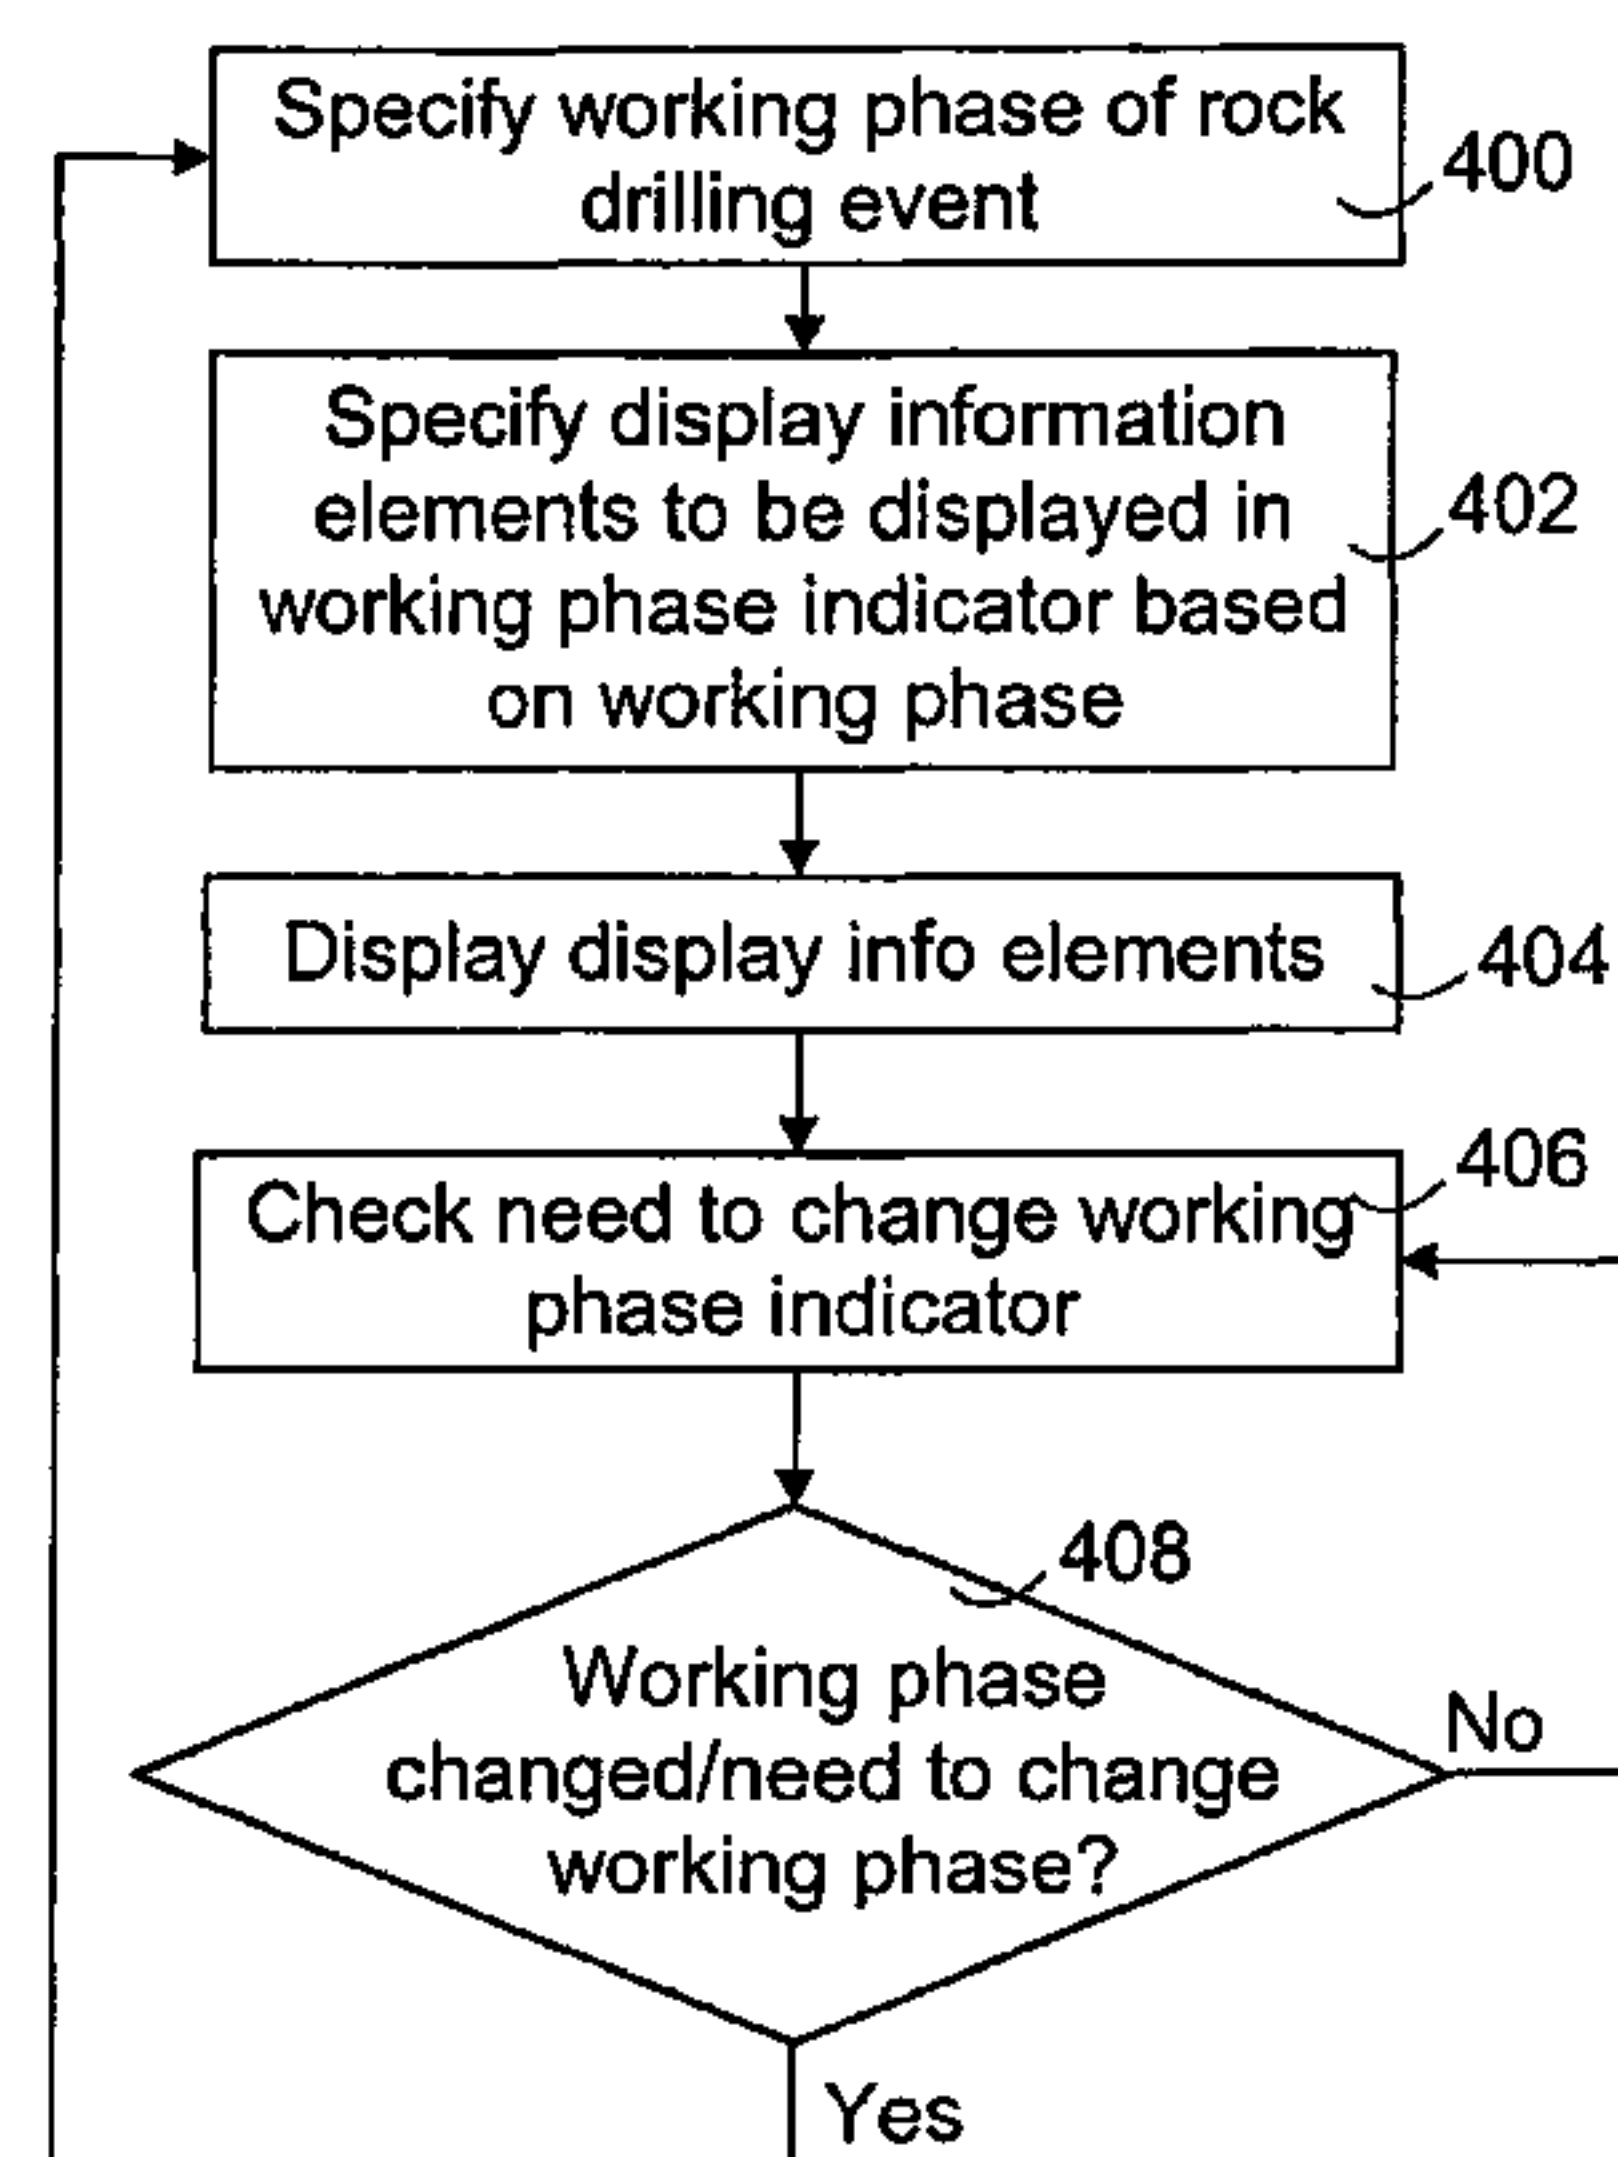 Specify working phase of rock
drilling event
400
Specify display information
elements to be displayed in
working phase indicator based
on working phase
402
Display display info elements
404
Check need to change working
phase indicator
406
408
Working phase
changed/need to change
working phase?
No
Yes